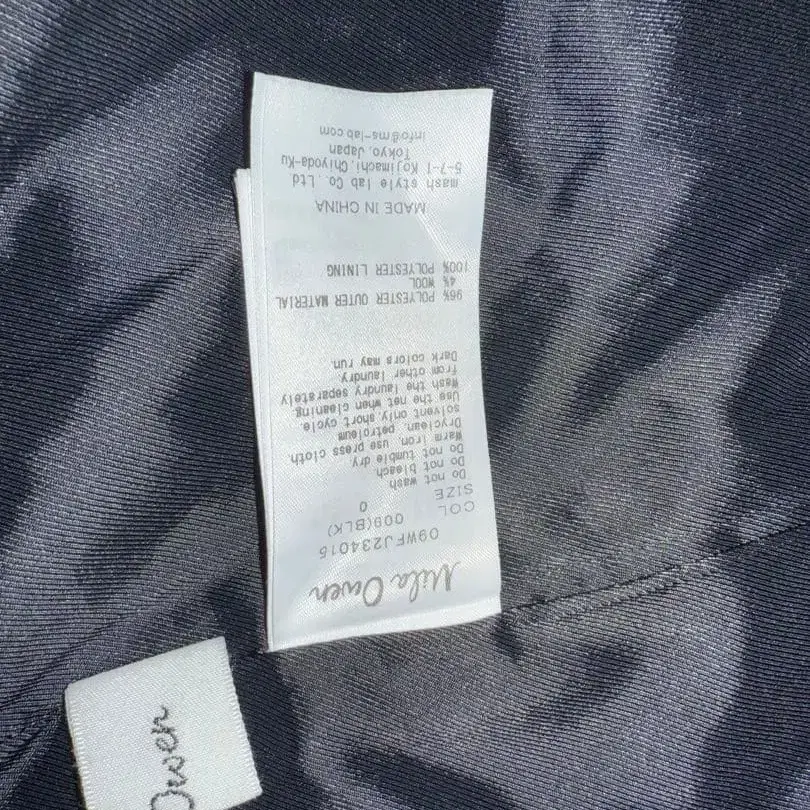 Mila Owen
09WFJ234015
COL 009(BLK)
SIZE 0
Do not wash.
Do not bleach.
Do not tumble dry.
Warm iron, use press cloth
Dryclean, petroleum
solvent only, short cycle.
Use the net when cleaning.
Wash the laundry separately
from other laundry.
Dark colors may run.
96% POLYESTER OUTER MATERIAL
4% WOOL
100% POLYESTER LINING
MADE IN CHINA
mash style lab Co., Ltd.
5-7-1 Kojimachi, Chiyoda-Ku
Tokyo, Japan
info@ms-lab.com
Owen